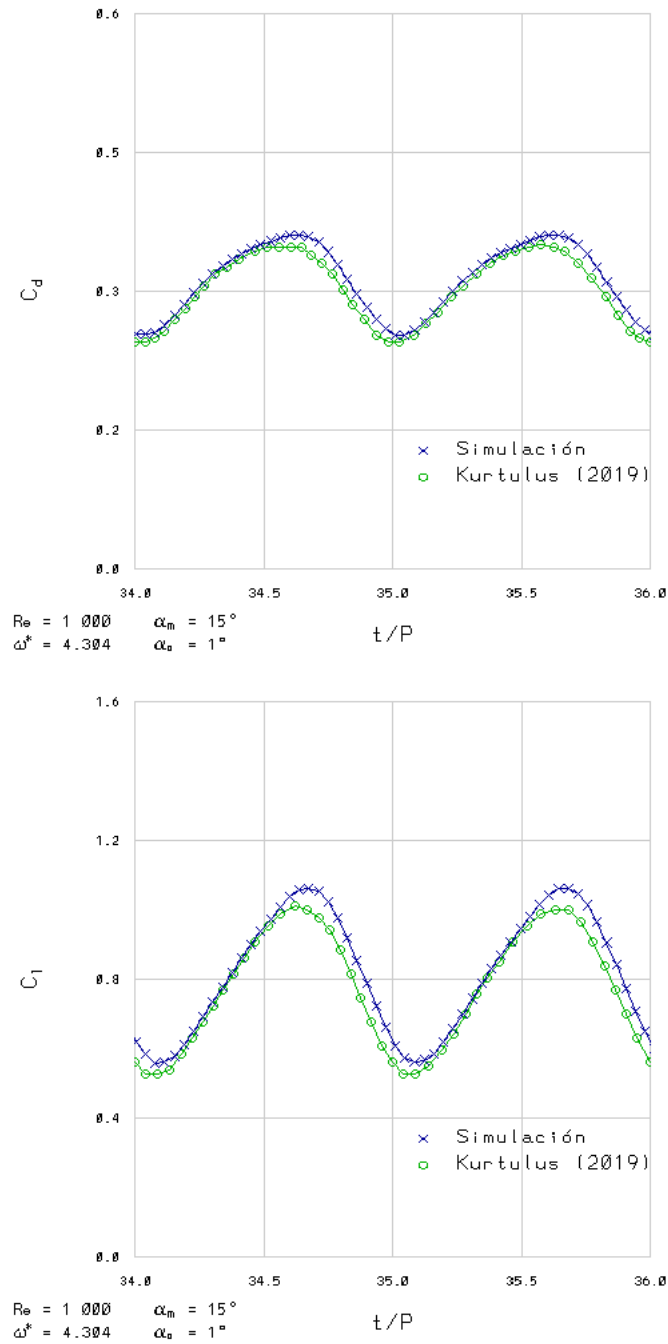 0.6
0.5
0.3
0.2
0.0
C_d
× Simulación
○ Kurtulus (2019)
34.0 34.5 35.0 35.5 36.0
t/P
Re = 1 000 α_m = 15°
ω* = 4.304 α_o = 1°
1.6
1.2
0.8
0.4
0.0
C_l
× Simulación
○ Kurtulus (2019)
34.0 34.5 35.0 35.5 36.0
t/P
Re = 1 000 α_m = 15°
ω* = 4.304 α_o = 1°